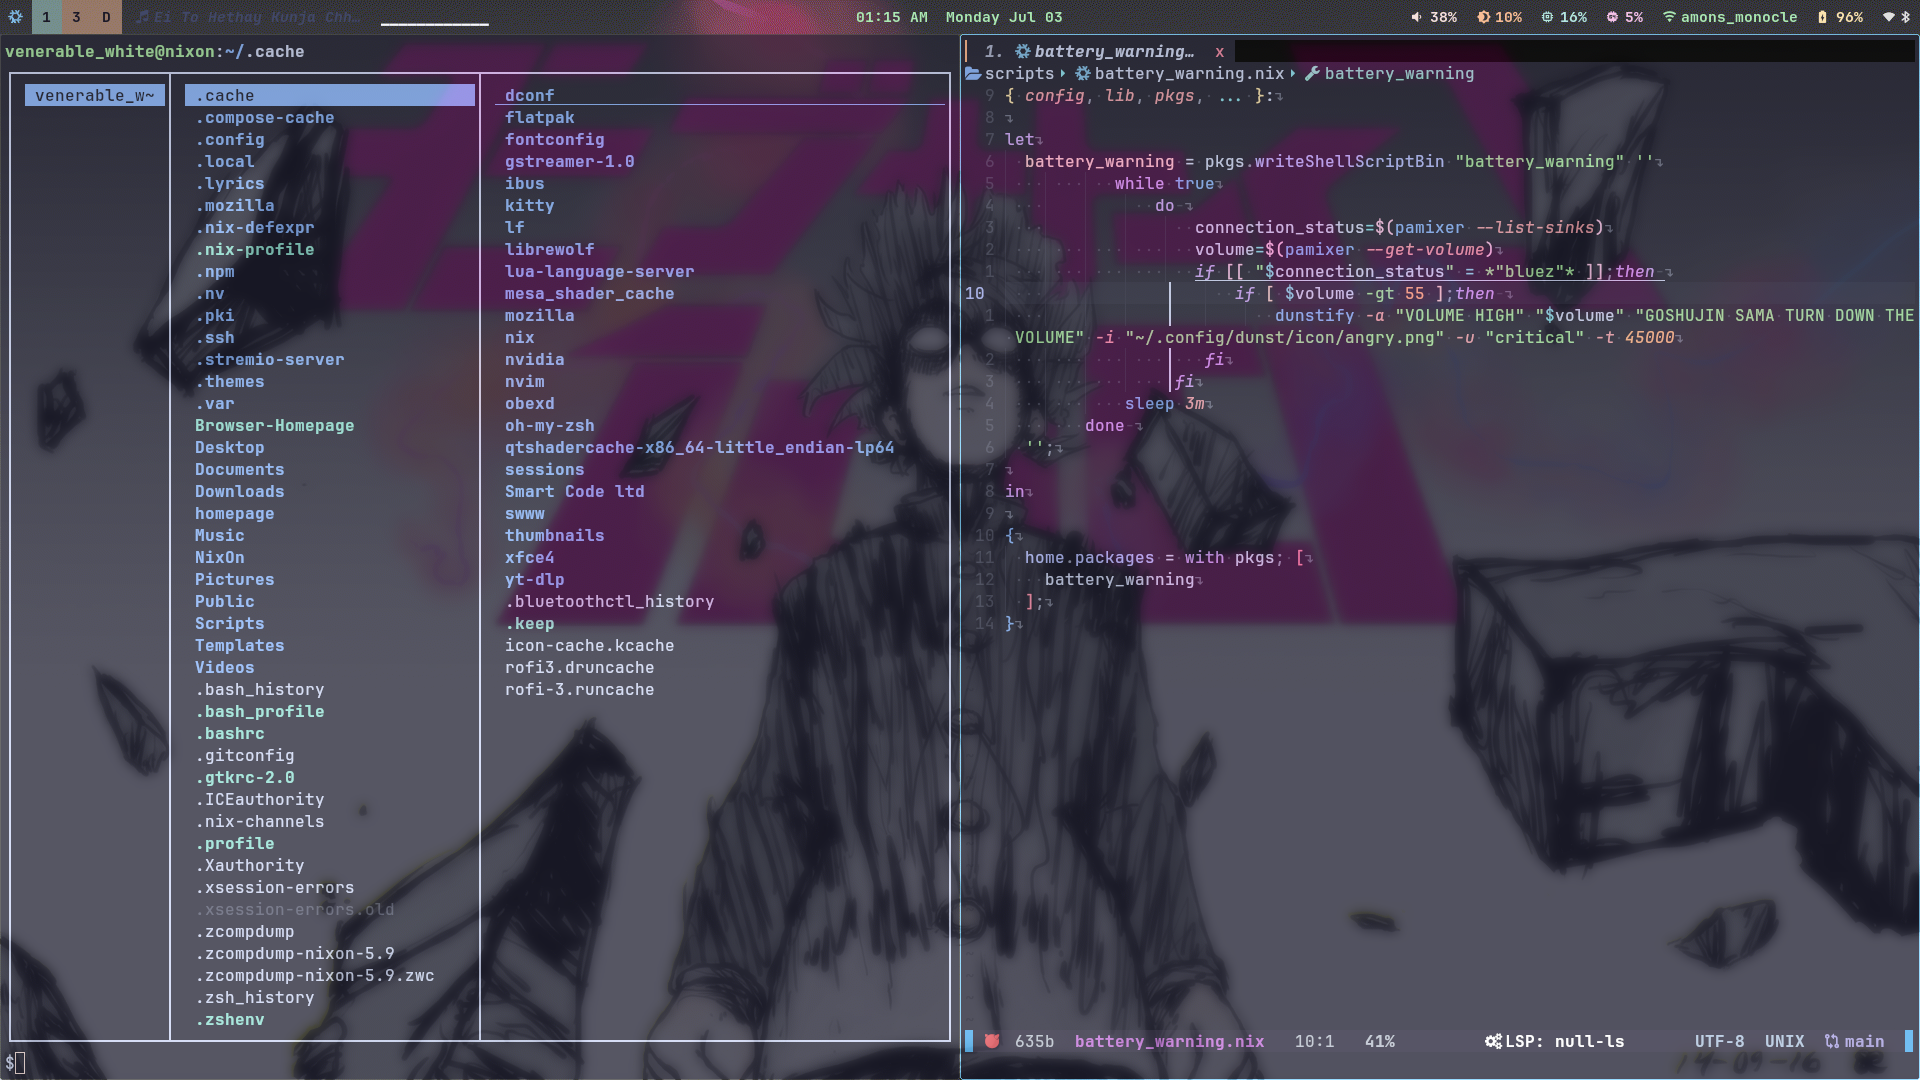 1 3 D Ei To Hethay Kunja Chh… 01:15 AM Monday Jul 03 38% 10% 16% 5% amons_monocle 96%
venerable_white@nixon:~/.cache
venerable_w~
.cache
.compose-cache
.config
.local
.lyrics
.mozilla
.nix-defexpr
.nix-profile
.npm
.nv
.pki
.ssh
.stremio-server
.themes
.var
Browser-Homepage
Desktop
Documents
Downloads
homepage
Music
NixOn
Pictures
Public
Scripts
Templates
Videos
.bash_history
.bash_profile
.bashrc
.gitconfig
.gtkrc-2.0
.ICEauthority
.nix-channels
.profile
.Xauthority
.xsession-errors
.xsession-errors.old
.zcompdump
.zcompdump-nixon-5.9
.zcompdump-nixon-5.9.zwc
.zsh_history
.zshenv
dconf
flatpak
fontconfig
gstreamer-1.0
ibus
kitty
lf
librewolf
lua-language-server
mesa_shader_cache
mozilla
nix
nvidia
nvim
obexd
oh-my-zsh
qtshadercache-x86_64-little_endian-lp64
sessions
Smart Code ltd
swww
thumbnails
xfce4
yt-dlp
.bluetoothctl_history
.keep
icon-cache.kcache
rofi3.druncache
rofi-3.runcache
$
1. battery_warning… x
scripts battery_warning.nix battery_warning
9 { config, lib, pkgs, ... }:
8
7 let
6 battery_warning = pkgs.writeShellScriptBin "battery_warning" ''
5 while true
4 do
3 connection_status=$(pamixer --list-sinks)
2 volume=$(pamixer --get-volume)
1 if [[ "$connection_status" = *"bluez"* ]];then
10 if [ $volume -gt 55 ];then
1 dunstify -a "VOLUME HIGH" "$volume" "GOSHUJIN SAMA TURN DOWN THE
VOLUME" -i "~/.config/dunst/icon/angry.png" -u "critical" -t 45000
2 fi
3 fi
4 sleep 3m
5 done
6 '';
7
8 in
9
10 {
11 home.packages = with pkgs; [
12 battery_warning
13 ];
14 }
635b battery_warning.nix 10:1 41% LSP: null-ls UTF-8 UNIX main
14-09-16